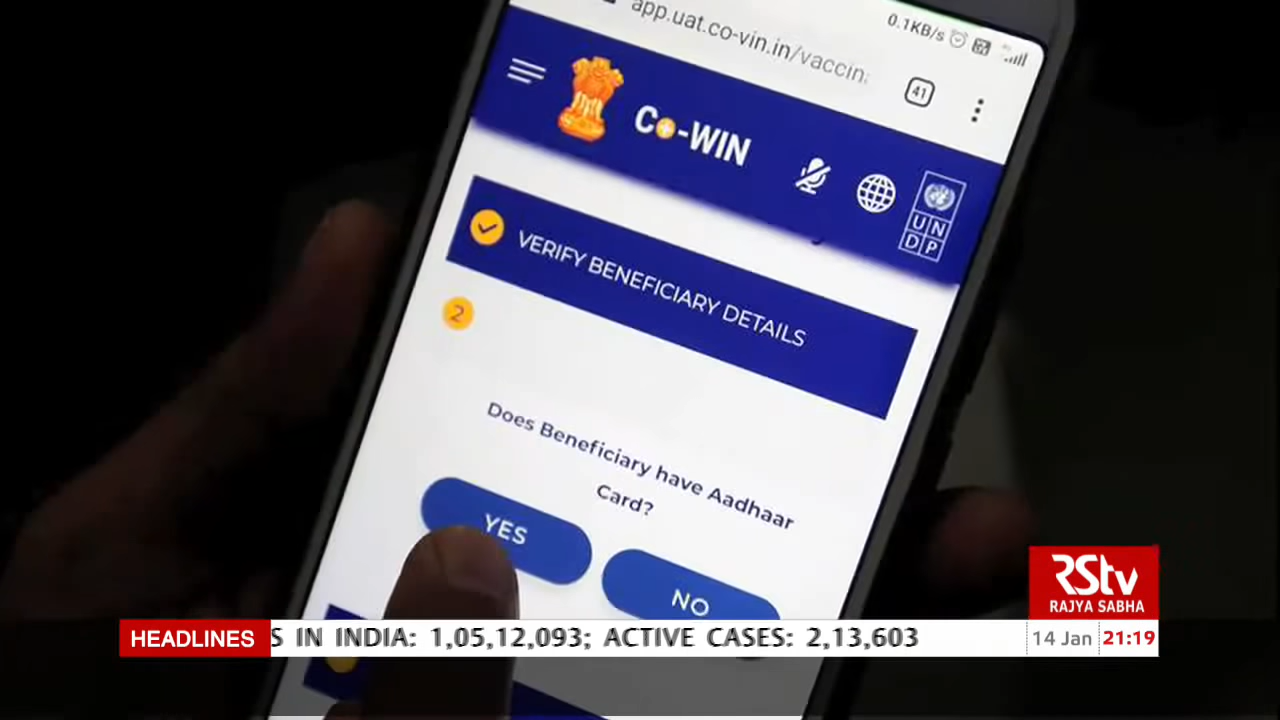 app.uat.co-vin.in/vaccin
0.1KB/s
41
Co-WIN
UN
DP
VERIFY BENEFICIARY DETAILS
2
Does Beneficiary have Aadhaar
Card?
YES
NO
RStv
RAJYA SABHA
HEADLINES
S IN INDIA: 1,05,12,093; ACTIVE CASES: 2,13,603
14 Jan
21:19